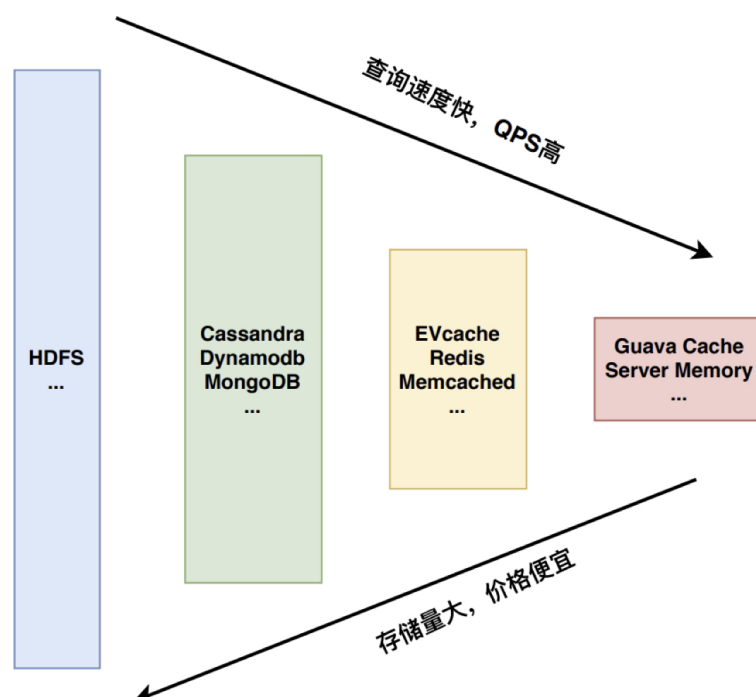 查询速度快，QPS高
HDFS
...
Cassandra
Dynamodb
MongoDB
...
EVcache
Redis
Memcached
...
Guava Cache
Server Memory
...
存储量大，价格便宜